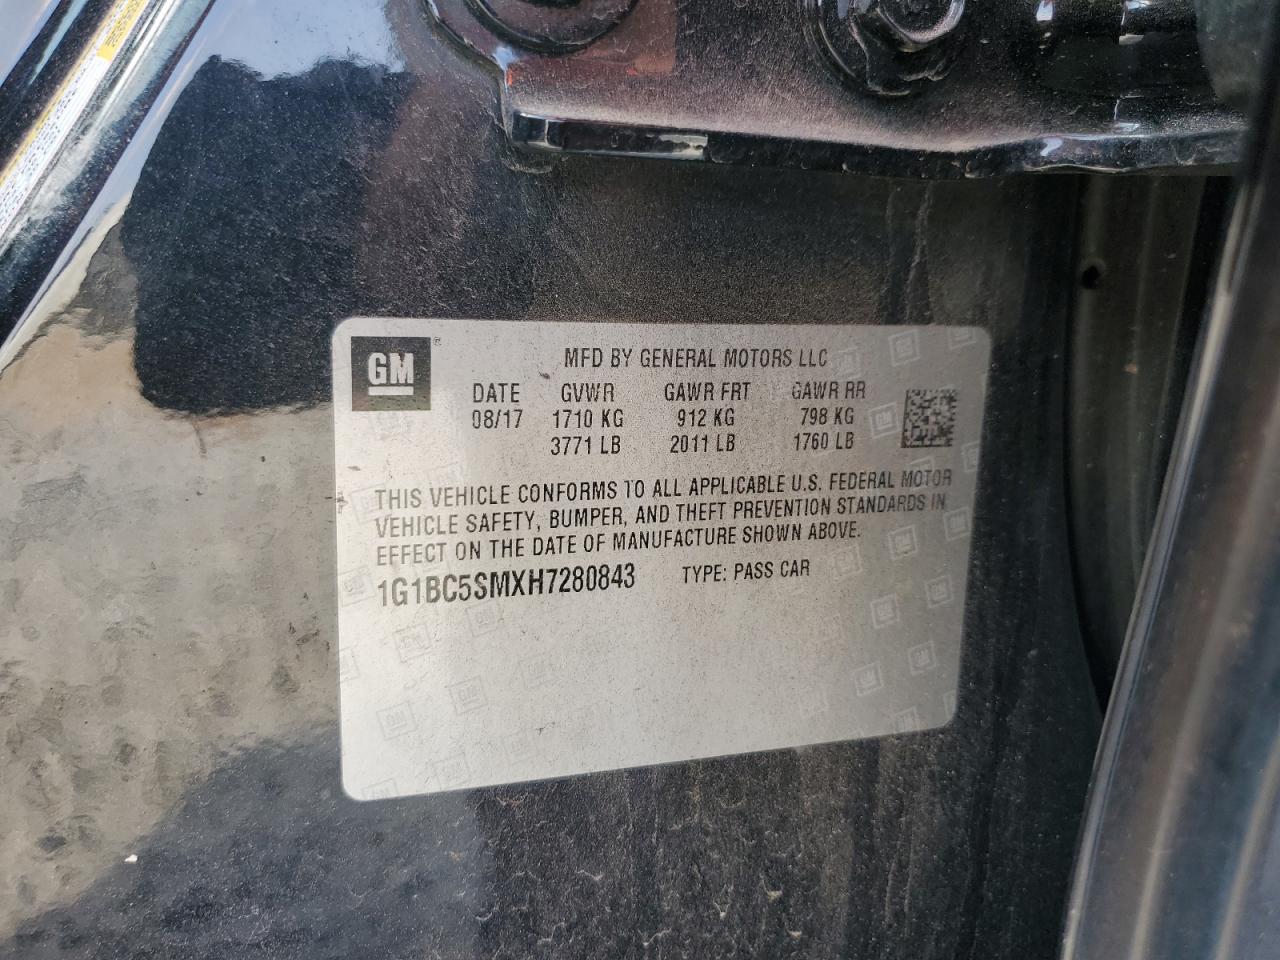 GM
MFD BY GENERAL MOTORS LLC
DATE GVWR GAWR FRT GAWR RR
08/17 1710 KG 912 KG 798 KG
3771 LB 2011 LB 1760 LB
THIS VEHICLE CONFORMS TO ALL APPLICABLE U.S. FEDERAL MOTOR
VEHICLE SAFETY, BUMPER, AND THEFT PREVENTION STANDARDS IN
EFFECT ON THE DATE OF MANUFACTURE SHOWN ABOVE.
1G1BC5SMXH7280843 TYPE: PASS CAR